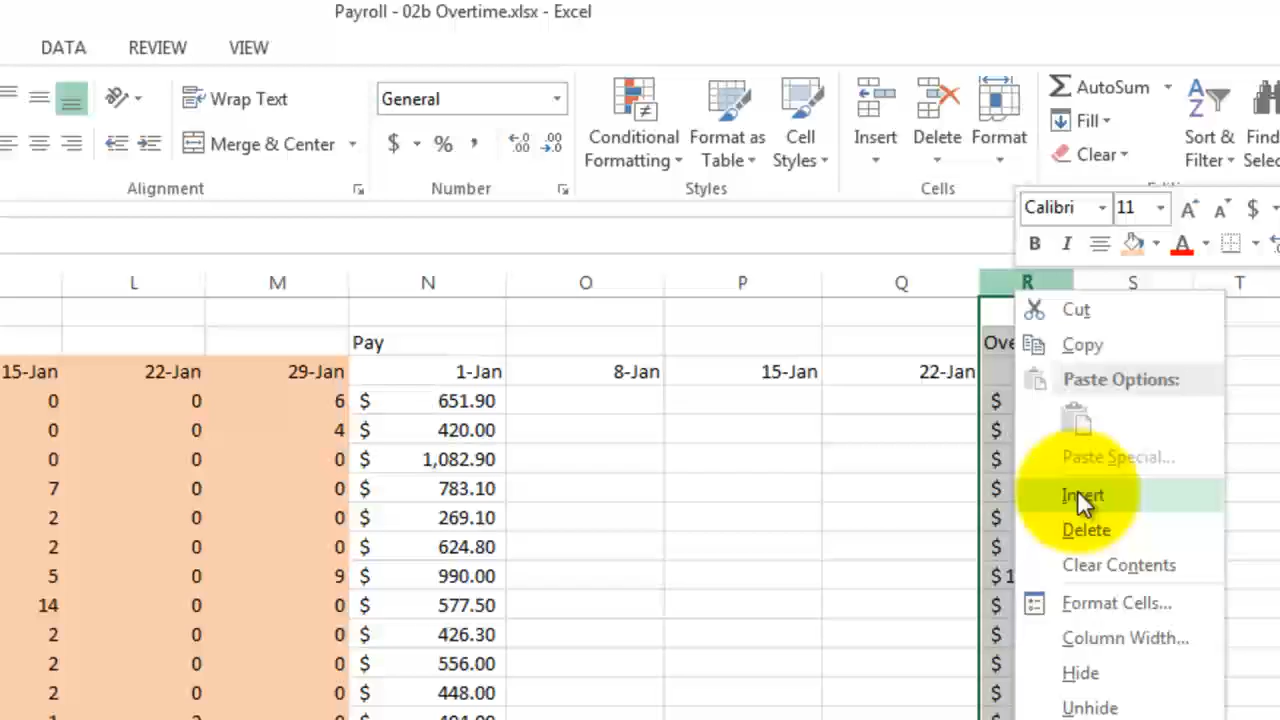 Payroll - 02b Overtime.xlsx - Excel
DATA REVIEW VIEW
Wrap Text General
Merge & Center $ % , .00 .00
Conditional Formatting Format as Table Cell Styles
Insert Delete Format
AutoSum
Fill
Clear
Sort & Filter Find
Alignment Number Styles Cells
Calibri 11 A A $
B I A
L M N O P Q R S T
Pay
15-Jan 22-Jan 29-Jan 1-Jan 8-Jan 15-Jan 22-Jan
0 0 6 $ 651.90 $
0 0 4 $ 420.00 $
0 0 0 $ 1,082.90 $
7 0 0 $ 783.10 $
2 0 0 $ 269.10 $
2 0 0 $ 624.80 $
5 0 9 $ 990.00 $ 1
14 0 0 $ 577.50 $
2 0 0 $ 426.30 $
2 0 0 $ 556.00 $
2 0 0 $ 448.00 $
Cut
Copy
Paste Options:
Paste Special...
Insert
Delete
Clear Contents
Format Cells...
Column Width...
Hide
Unhide